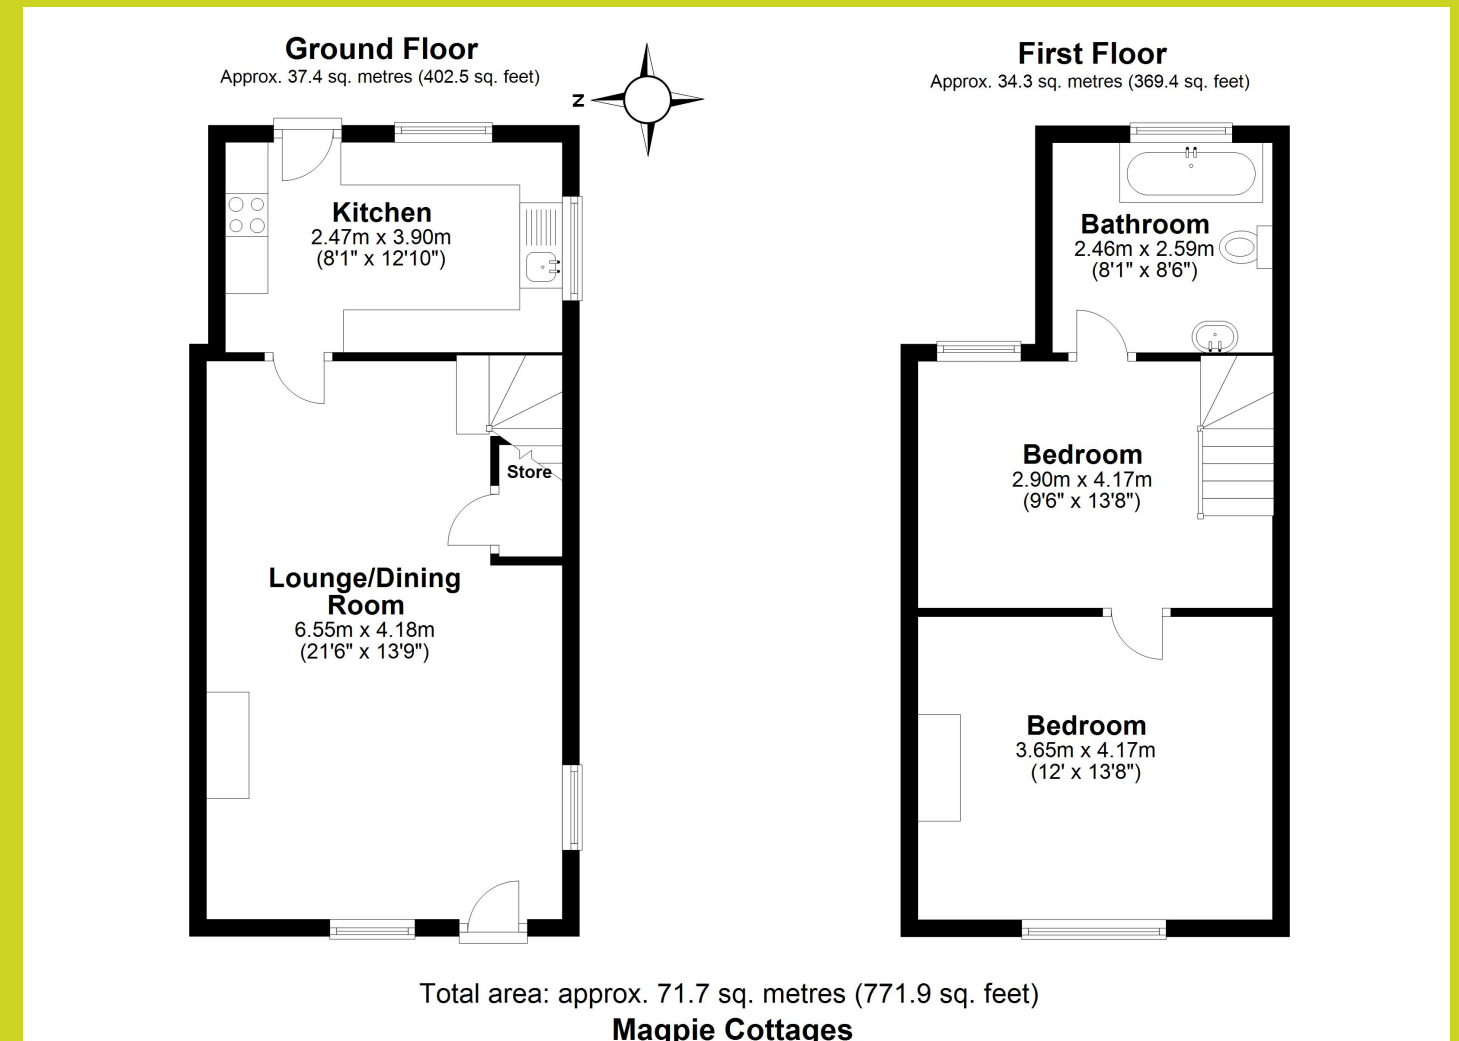 Ground Floor
Approx. 37.4 sq. metres (402.5 sq. feet)
N
Kitchen
2.47m x 3.90m
(8'1" x 12'10")
Store
Lounge/Dining
Room
6.55m x 4.18m
(21'6" x 13'9")
First Floor
Approx. 34.3 sq. metres (369.4 sq. feet)
Bathroom
2.46m x 2.59m
(8'1" x 8'6")
Bedroom
2.90m x 4.17m
(9'6" x 13'8")
Bedroom
3.65m x 4.17m
(12' x 13'8")
Total area: approx. 71.7 sq. metres (771.9 sq. feet)
Magpie Cottages